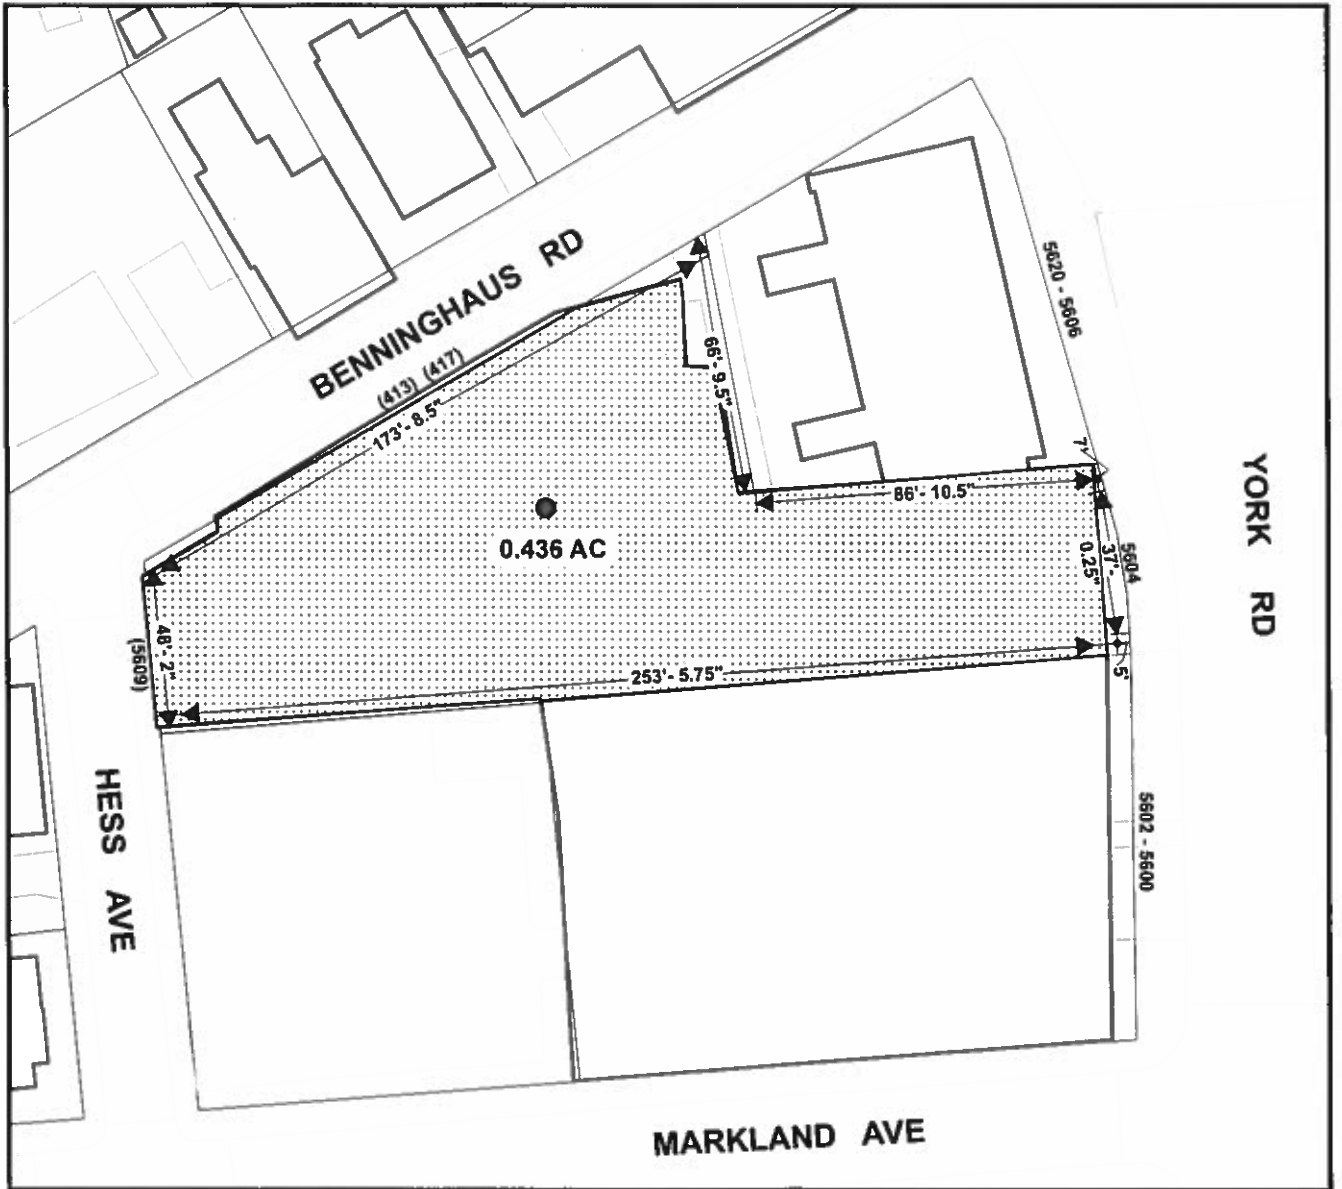 BENNINGHAUS RD
(413) (417)
173'- 8.5"
66'- 9.5"
5620 - 5606
7'
86'- 10.5"
YORK RD
0.436 AC
37'-
0.25"
5604
(5609)
48'- 2"
253'- 5.75"
5'
HESS AVE
5602 - 5600
MARKLAND AVE